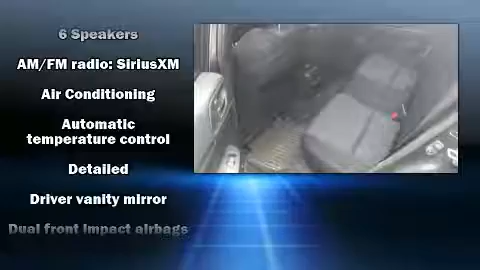 6 Speakers
AM/FM radio: SiriusXM
Air Conditioning
Automatic
temperature control
Detailed
Driver vanity mirror
Dual front impact airbags